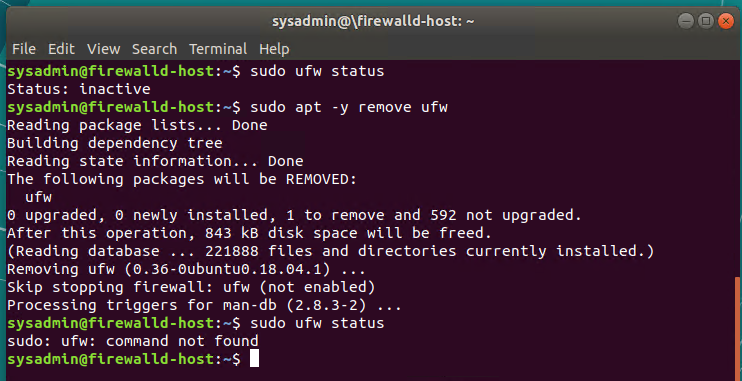 sysadmin@\firewalld-host: ~
File Edit View Search Terminal Help
sysadmin@firewalld-host:~$ sudo ufw status
Status: inactive
sysadmin@firewalld-host:~$ sudo apt -y remove ufw
Reading package lists... Done
Building dependency tree
Reading state information... Done
The following packages will be REMOVED:
  ufw
0 upgraded, 0 newly installed, 1 to remove and 592 not upgraded.
After this operation, 843 kB disk space will be freed.
(Reading database ... 221888 files and directories currently installed.)
Removing ufw (0.36-0ubuntu0.18.04.1) ...
Skip stopping firewall: ufw (not enabled)
Processing triggers for man-db (2.8.3-2) ...
sysadmin@firewalld-host:~$ sudo ufw status
sudo: ufw: command not found
sysadmin@firewalld-host:~$